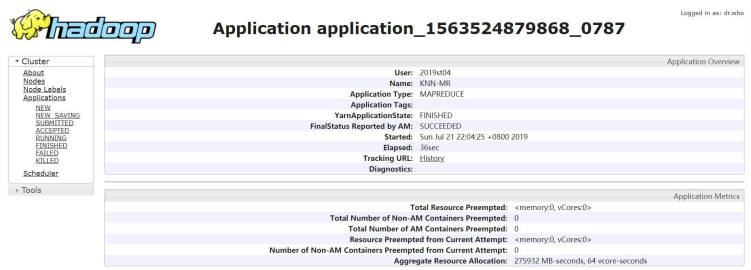 hadoop
Application application_1563524879868_0787
Logged in as: dr.who
Cluster
About
Nodes
Node Labels
Applications
NEW
NEW_SAVING
SUBMITTED
ACCEPTED
RUNNING
FINISHED
FAILED
KILLED
Scheduler
Tools
Application Overview
User: 2019st04
Name: KNN-MR
Application Type: MAPREDUCE
Application Tags:
YarnApplicationState: FINISHED
FinalStatus Reported by AM: SUCCEEDED
Started: Sun Jul 21 22:04:25 +0800 2019
Elapsed: 36sec
Tracking URL: History
Diagnostics:
Application Metrics
Total Resource Preempted: <memory:0, vCores:0>
Total Number of Non-AM Containers Preempted: 0
Total Number of AM Containers Preempted: 0
Resource Preempted from Current Attempt: <memory:0, vCores:0>
Number of Non-AM Containers Preempted from Current Attempt: 0
Aggregate Resource Allocation: 275932 MB-seconds, 64 vcore-seconds